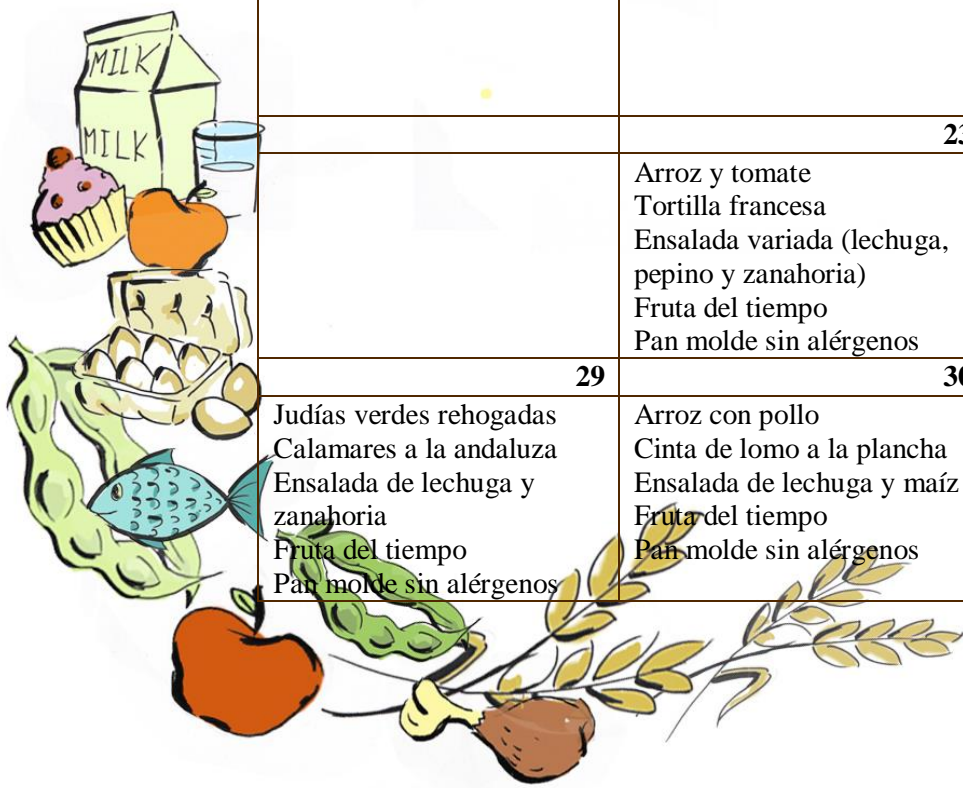 MILK
MILK
23
Arroz y tomate
Tortilla francesa
Ensalada variada (lechuga,
pepino y zanahoria)
Fruta del tiempo
Pan molde sin alérgenos
29
Judías verdes rehogadas
Calamares a la andaluza
Ensalada de lechuga y
zanahoria
Fruta del tiempo
Pan molde sin alérgenos
30
Arroz con pollo
Cinta de lomo a la plancha
Ensalada de lechuga y maíz
Fruta del tiempo
Pan molde sin alérgenos